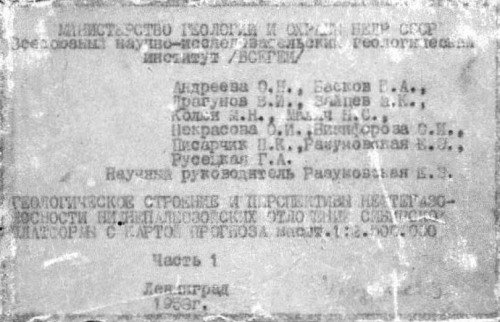 МИНИСТЕРСТВО ГЕОЛОГИИ И ОХРАНЫ НЕДР СССР
Всесоюзный научно-исследовательский геологический
институт /ВСЕГЕИ/
Андреева О.Н., Басков Е.А.,
Драгунов В.И., Зайцев И.К.,
М.Н., Н.С.,
Некрасова О.И., Никифорова О.И.,
Писарчик П.К., Разумовская Е.Э.,
Русецкая Г.А.
Научный руководитель Разумовская Е.Э.
ГЕОЛОГИЧЕСКОЕ СТРОЕНИЕ И ПЕРСПЕКТИВЫ НЕФТЕГАЗО-
НОСНОСТИ НИЖНЕПАЛЕОЗОЙСКИХ ОТЛОЖЕНИЙ СИБИРСКОЙ
ПЛАТФОРМЫ С КАРТОЙ ПРОГНОЗА масшт. 1:2.500.000
Часть 1
Ленинград
1958г.